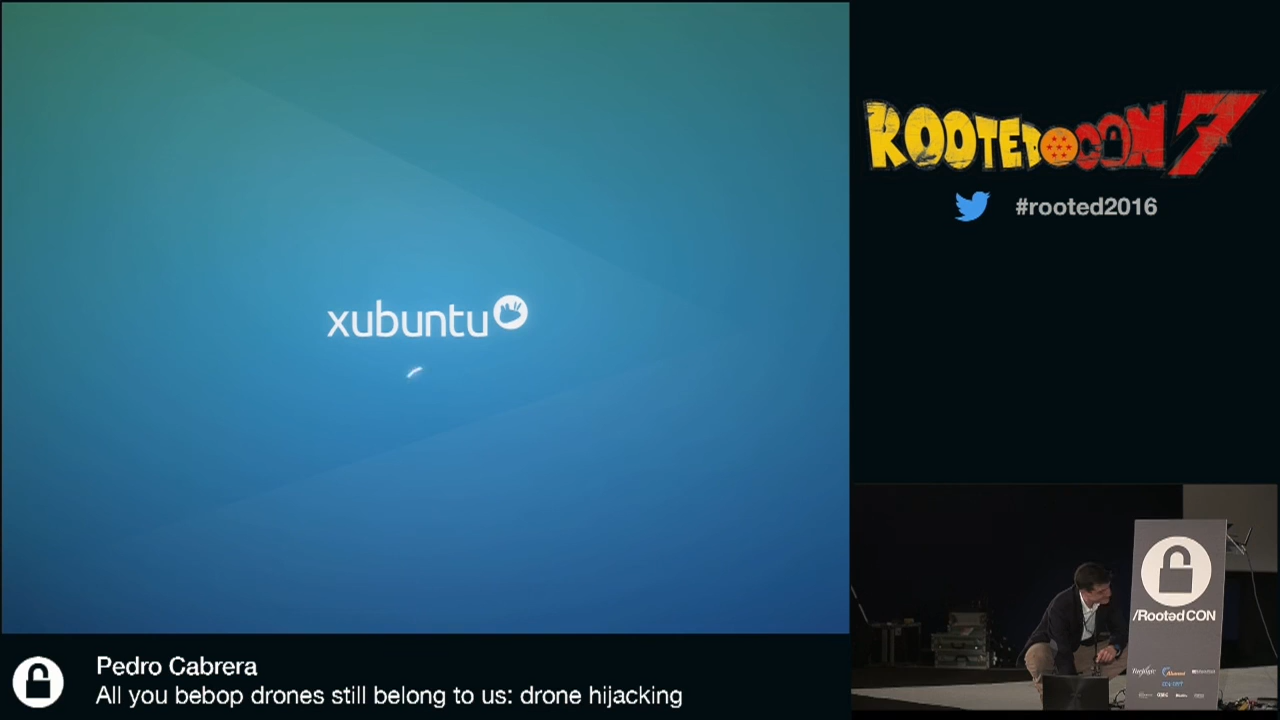 xubuntu
ROOTEDCON 7
#rooted2016
/RootedCON
Pedro Cabrera
All you bebop drones still belong to us: drone hijacking